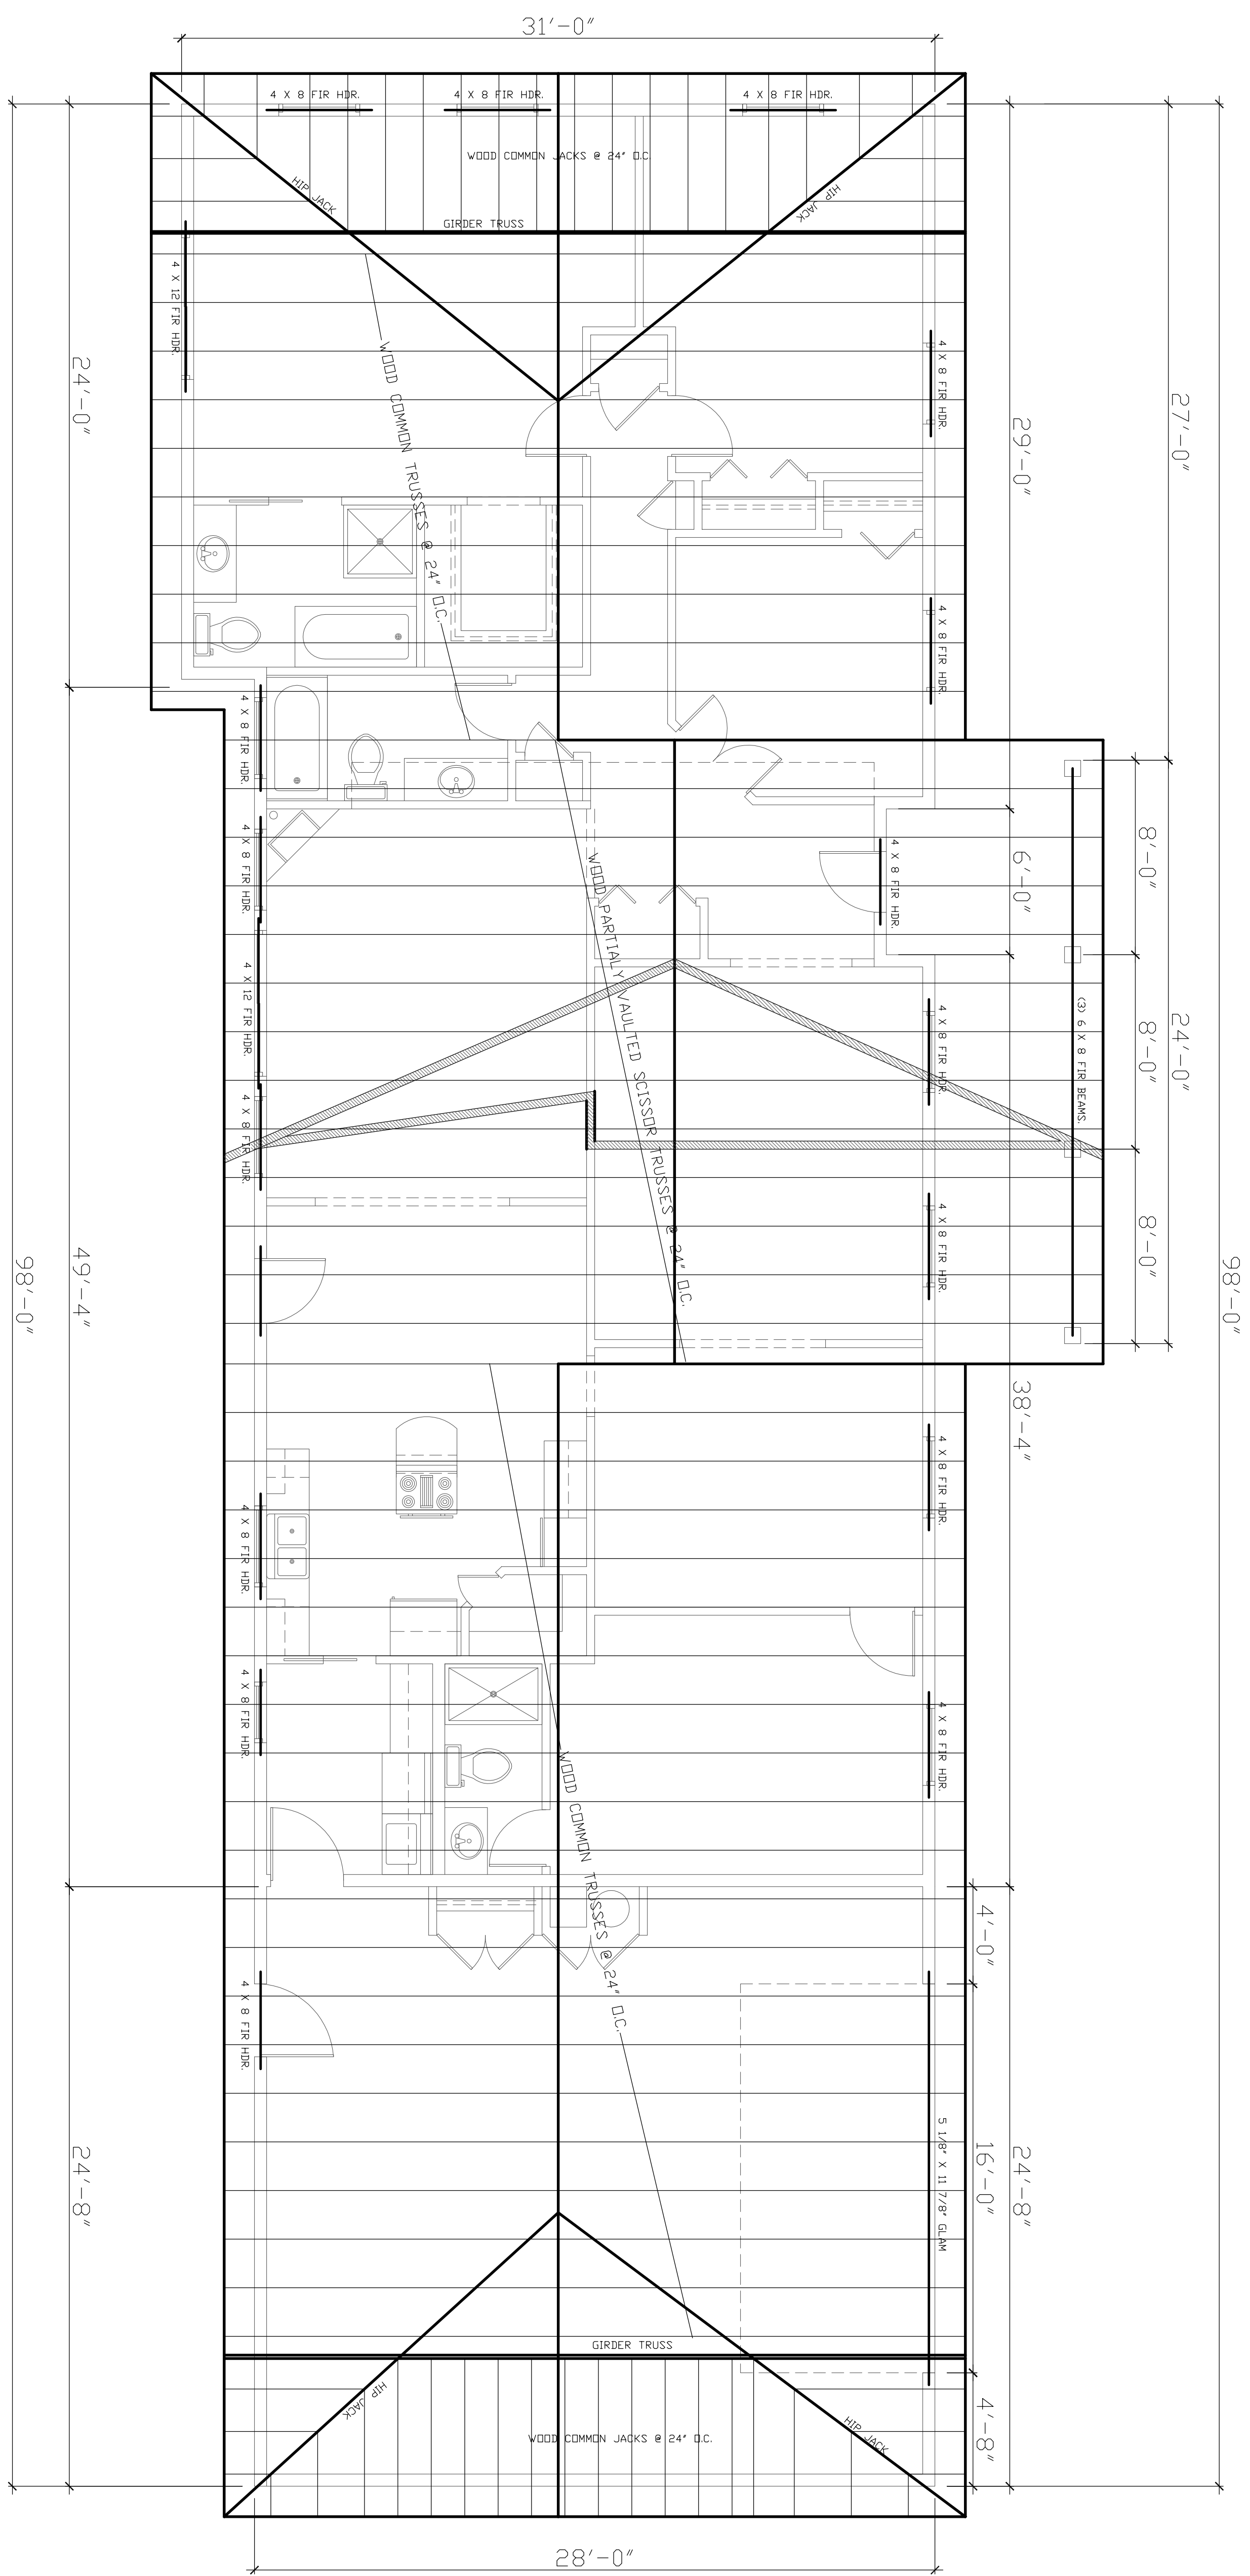 31'-0"
4 X 8 FIR HDR.
4 X 8 FIR HDR.
4 X 8 FIR HDR.
WOOD COMMON JACKS @ 24" O.C.
HIP JACK
HIP JACK
GIRDER TRUSS
4 X 12 FIR HDR.
4 X 8 FIR HDR.
24'-0"
WOOD COMMON TRUSSES @ 24" O.C.
29'-0"
27'-0"
4 X 8 FIR HDR.
4 X 8 FIR HDR.
4 X 8 FIR HDR.
4 X 8 FIR HDR.
6'-0"
8'-0"
WOOD PARTIALY VAULTED SCISSOR TRUSSES @ 24" O.C.
4 X 12 FIR HDR.
4 X 8 FIR HDR.
(3) 6 X 8 FIR BEAMS.
8'-0"
24'-0"
4 X 8 FIR HDR.
4 X 8 FIR HDR.
8'-0"
98'-0"
49'-4"
98'-0"
38'-4"
4 X 8 FIR HDR.
4 X 8 FIR HDR.
4 X 8 FIR HDR.
4 X 8 FIR HDR.
WOOD COMMON TRUSSES @ 24" O.C.
4'-0"
4 X 8 FIR HDR.
5 1/8" X 11 7/8" GLAM
16'-0"
24'-8"
24'-8"
GIRDER TRUSS
HIP JACK
HIP JACK
WOOD COMMON JACKS @ 24" O.C.
4'-8"
28'-0"